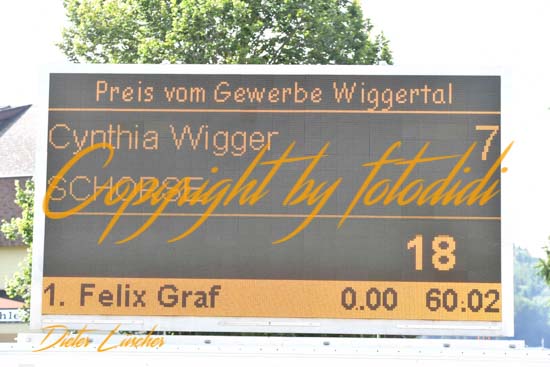 Preis vom Gewerbe Wiggertal
Cynthia Wigger 7
SCHORSE
Copyright by fotodidi
18
1. Felix Graf 0.00 60.02
Dieter Lüscher